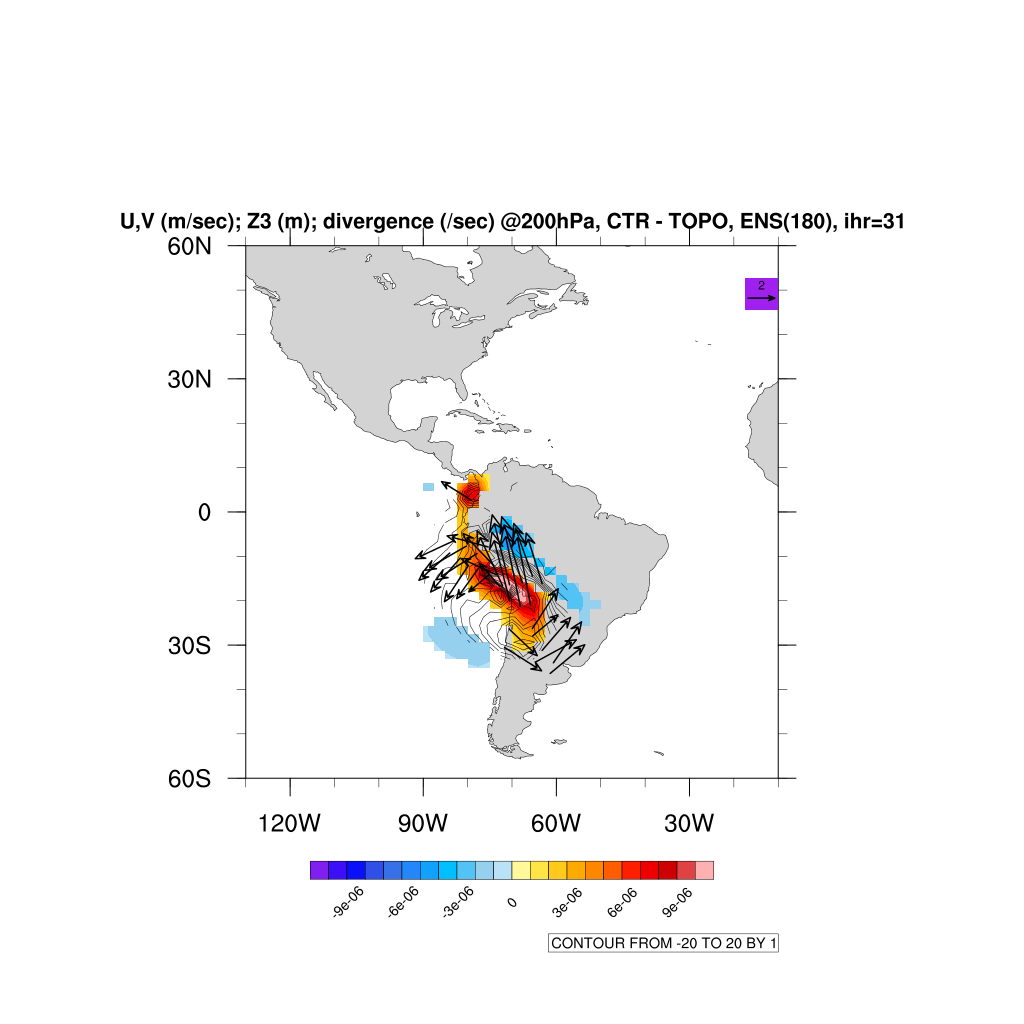 U,V (m/sec); Z3 (m); divergence (/sec) @200hPa, CTR - TOPO, ENS(180), ihr=31
60N
2
30N
0
30S
60S
120W 90W 60W 30W
-9e-06 -6e-06 -3e-06 0 3e-06 6e-06 9e-06
CONTOUR FROM -20 TO 20 BY 1